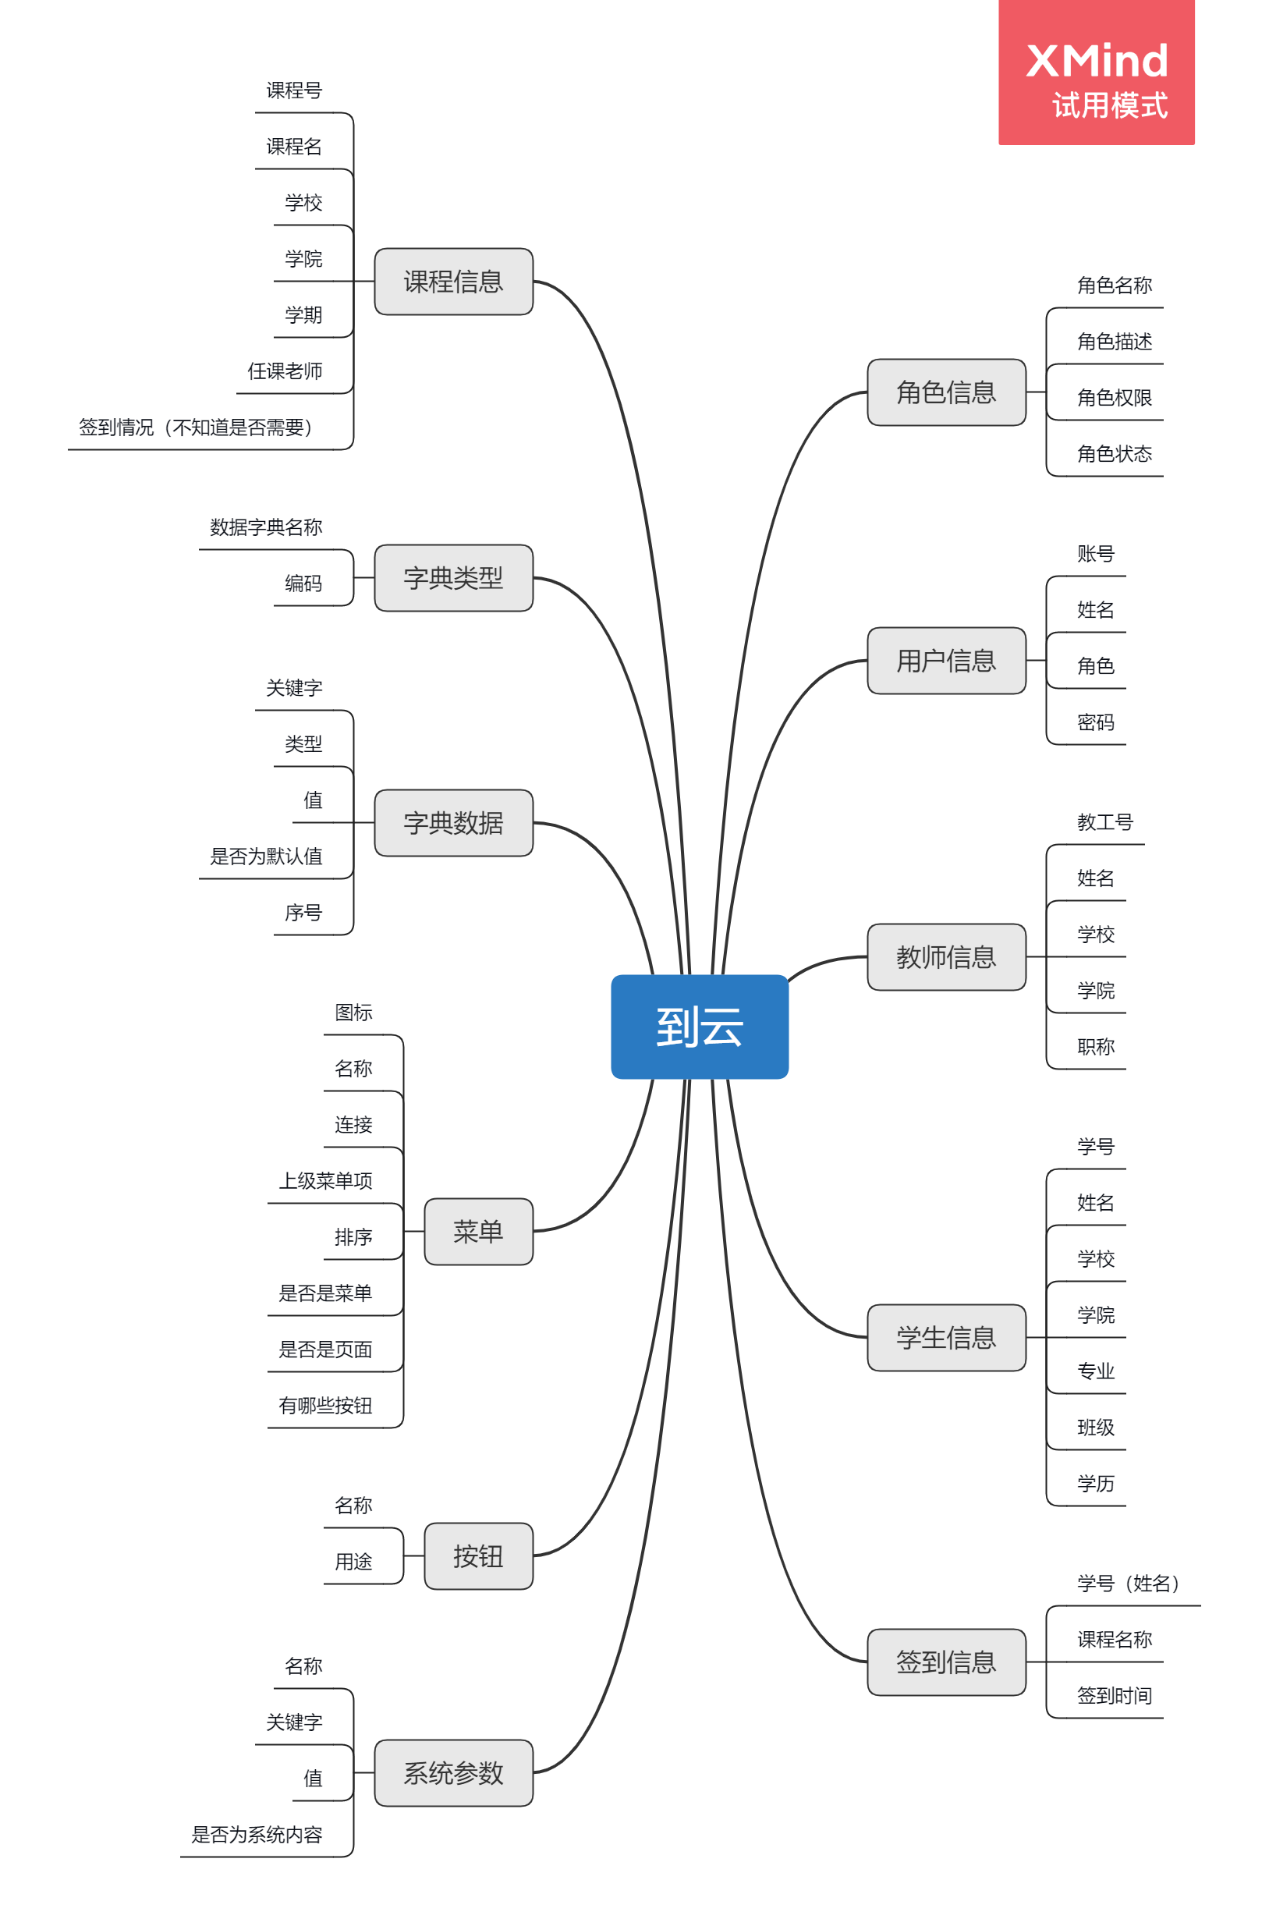 XMind
试用模式
到云
课程信息
课程号
课程名
学校
学院
学期
任课老师
签到情况（不知道是否需要）
字典类型
数据字典名称
编码
字典数据
关键字
类型
值
是否为默认值
序号
菜单
图标
名称
连接
上级菜单项
排序
是否是菜单
是否是页面
有哪些按钮
按钮
名称
用途
系统参数
名称
关键字
值
是否为系统内容
角色信息
角色名称
角色描述
角色权限
角色状态
用户信息
账号
姓名
角色
密码
教师信息
教工号
姓名
学校
学院
职称
学生信息
学号
姓名
学校
学院
专业
班级
学历
签到信息
学号（姓名）
课程名称
签到时间